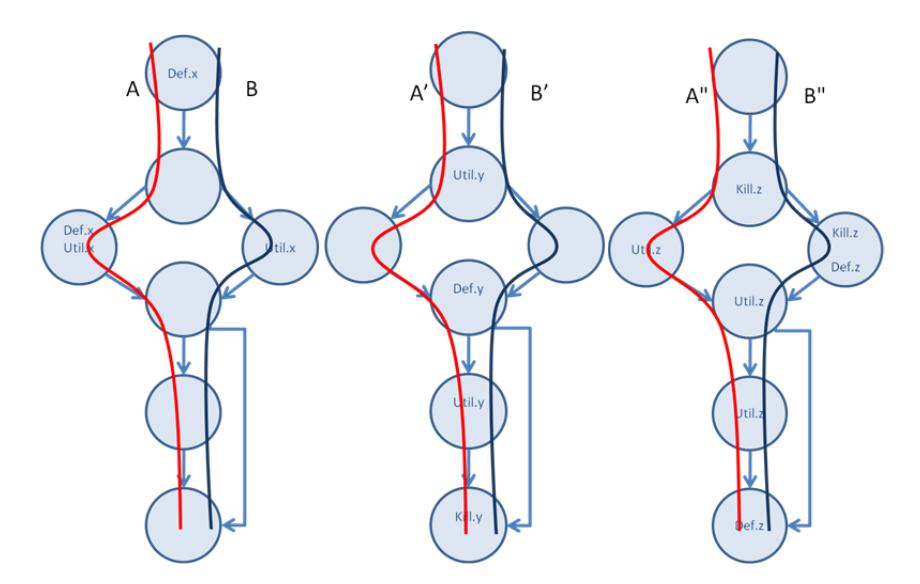 Def.x
A
B
Def.x
Util.x
Util.x
A’
B’
Util.y
Def.y
Util.y
Kill.y
A"
B"
Kill.z
Util.z
Kill.z
Def.z
Util.z
Util.z
Def.z